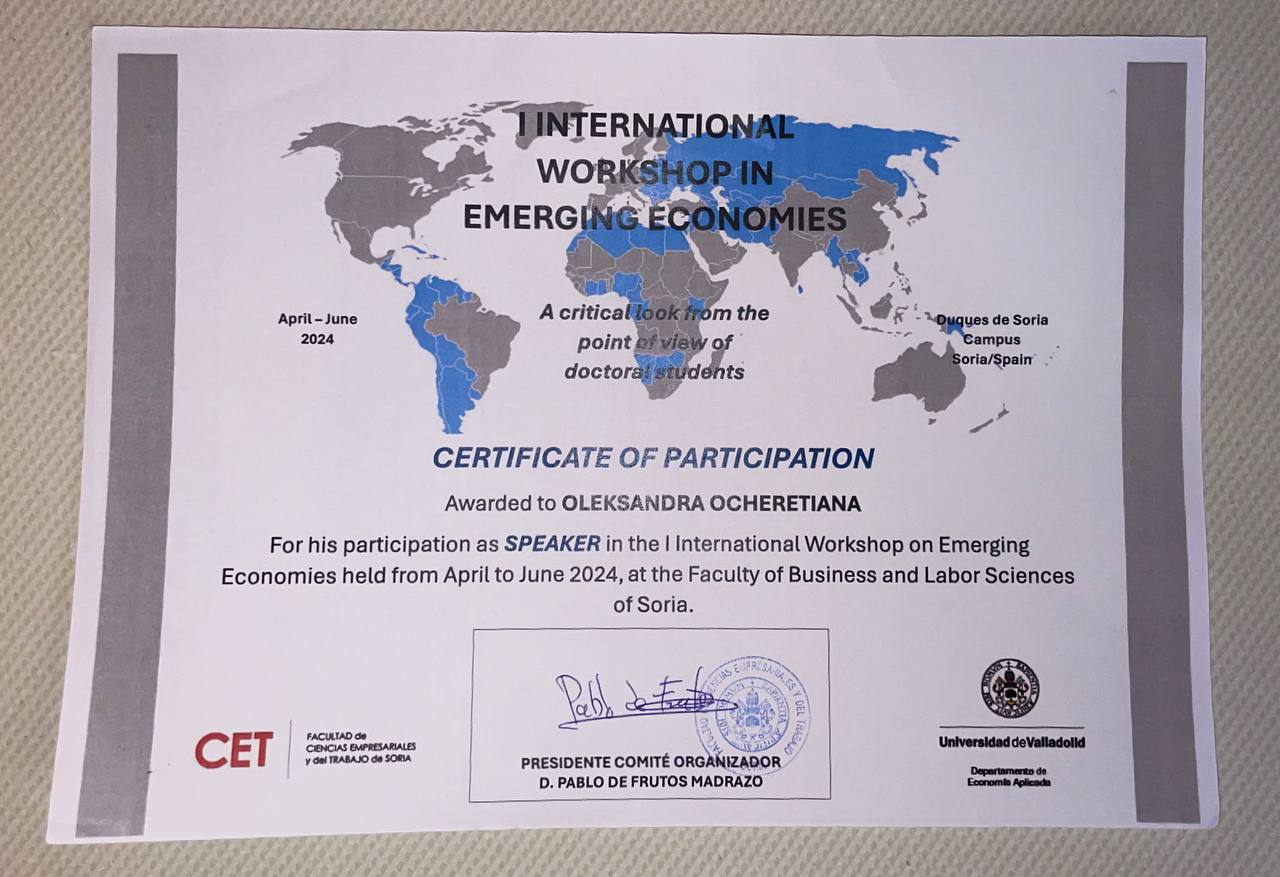 I INTERNATIONAL
WORKSHOP IN
EMERGING ECONOMIES
April – June
2024
A critical look from the
point of view of
doctoral students
Duques de Soria
Campus
Soria/Spain
CERTIFICATE OF PARTICIPATION
Awarded to OLEKSANDRA OCHERETIANA
For his participation as SPEAKER in the I International Workshop on Emerging
Economies held from April to June 2024, at the Faculty of Business and Labor Sciences
of Soria.
Pablo de Frutos
PRESIDENTE COMITÉ ORGANIZADOR
D. PABLO DE FRUTOS MADRAZO
CET
FACULTAD de
CIENCIAS EMPRESARIALES
y del TRABAJO de SORIA
Universidad de Valladolid
Departamento de
Economía Aplicada